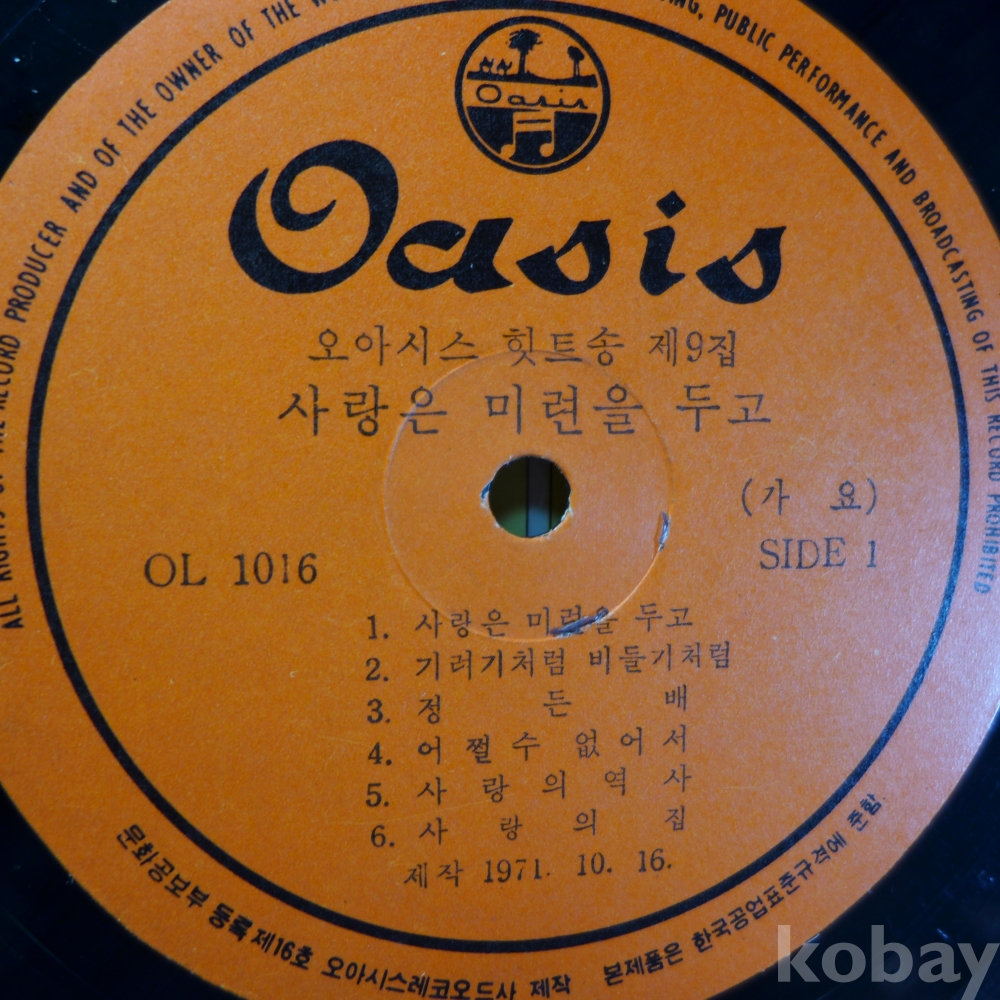 ALL RIGHTS OF THE RECORD PRODUCER AND OF THE OWNER OF THE
PUBLIC PERFORMANCE AND BROADCASTING OF THIS RECORD PROHIBITED
Oasis
Oasis
오아시스 힛트송 제9집
사랑은 미련을 두고
(가 요)
OL 1016
SIDE 1
1. 사랑은 미련을 두고
2. 기러기처럼 비들기처럼
3. 정 든 배
4. 어쩔수 없어서
5. 사랑의 역사
6. 사랑의 집
제작 1971. 10. 16.
문화공보부 등록 제16호 오아시스레코오드사 제작 본제품은 한국공업표준규격에 준함.
kobay